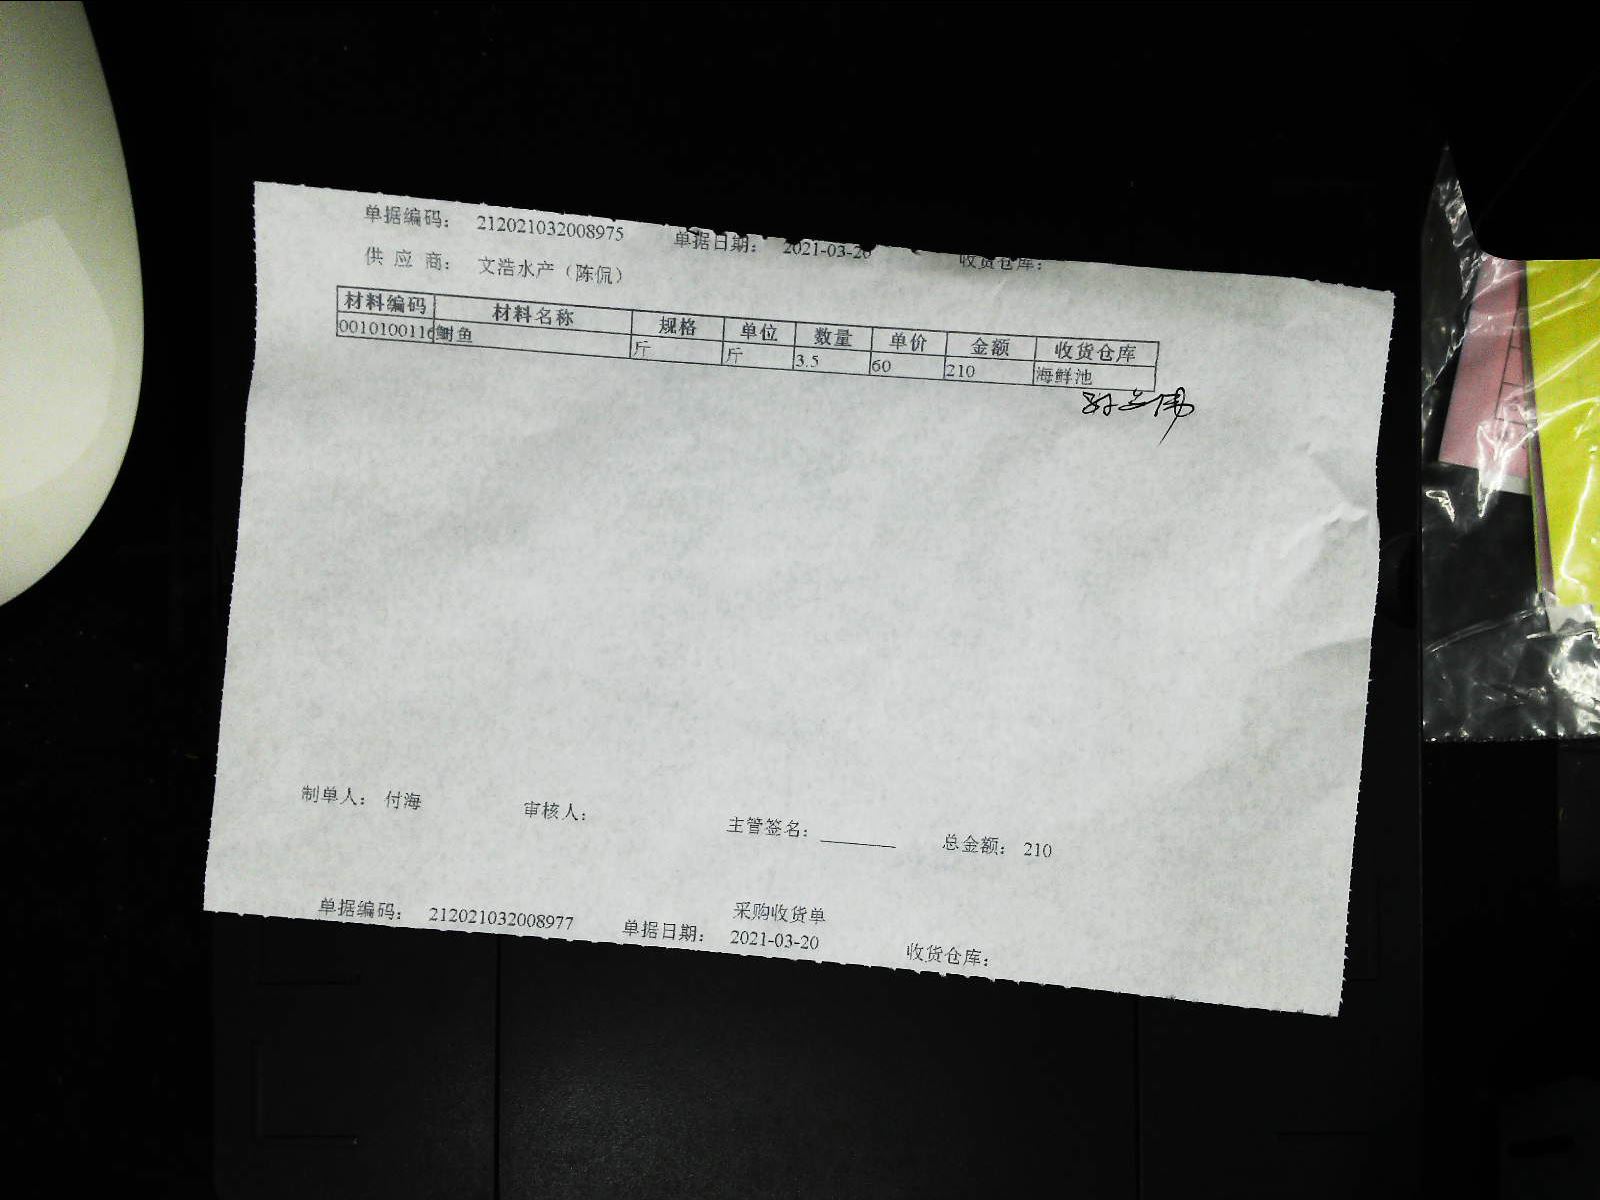 单据编码： 212021032008975 单据日期： 2021-03-20 收货仓库：
供 应 商： 文浩水产（陈侃）
材料编码 材料名称 规格 单位 数量 单价 金额 收货仓库
001010011 鲥鱼 斤 斤 3.5 60 210 海鲜池
制单人： 付海 审核人： 主管签名： 总金额： 210
采购收货单
单据编码： 212021032008977 单据日期： 2021-03-20 收货仓库：